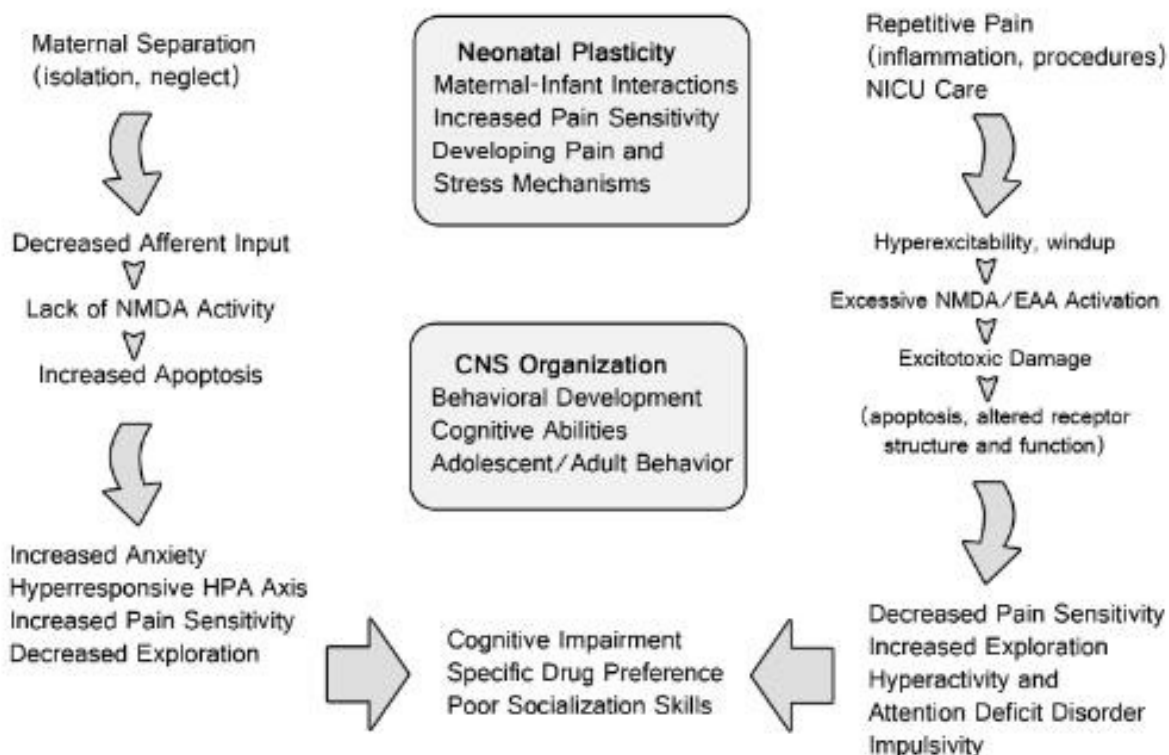 Maternal Separation
(isolation, neglect)
Decreased Afferent Input
Lack of NMDA Activity
Increased Apoptosis
Increased Anxiety
Hyperresponsive HPA Axis
Increased Pain Sensitivity
Decreased Exploration
Neonatal Plasticity
Maternal-Infant Interactions
Increased Pain Sensitivity
Developing Pain and
Stress Mechanisms
CNS Organization
Behavioral Development
Cognitive Abilities
Adolescent/Adult Behavior
Cognitive Impairment
Specific Drug Preference
Poor Socialization Skills
Repetitive Pain
(inflammation, procedures)
NICU Care
Hyperexcitability, windup
Excessive NMDA/EAA Activation
Excitotoxic Damage
(apoptosis, altered receptor
structure and function)
Decreased Pain Sensitivity
Increased Exploration
Hyperactivity and
Attention Deficit Disorder
Impulsivity